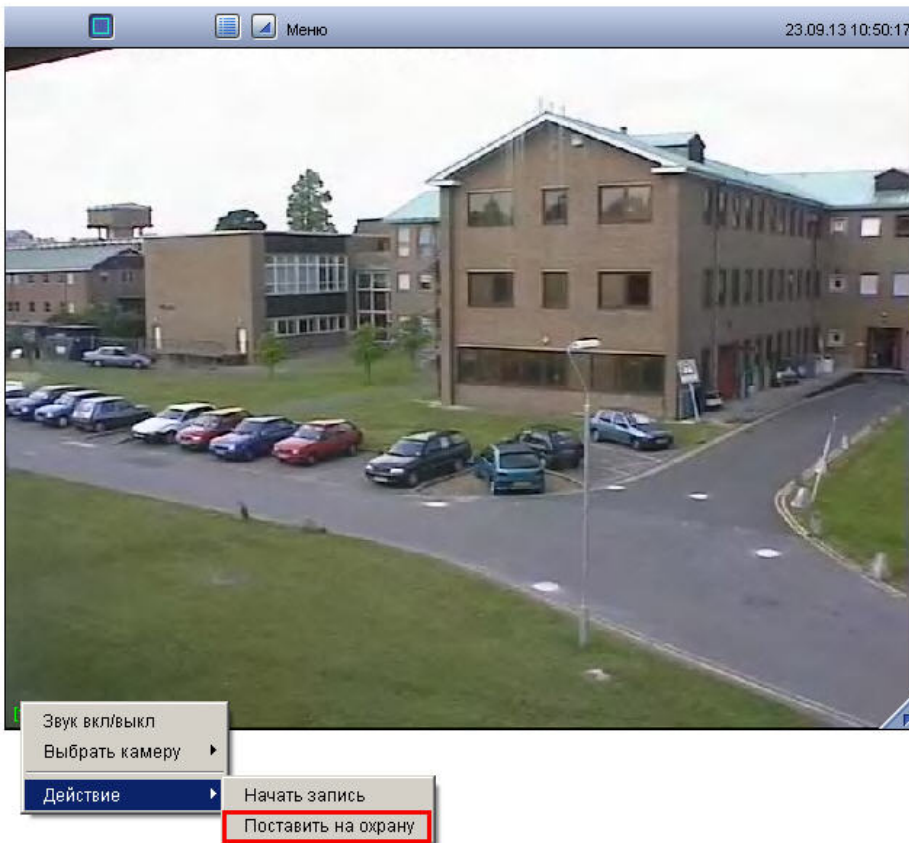 Меню
23.09.13 10:50:17
Звук вкл/выкл
Выбрать камеру
Действие
Начать запись
Поставить на охрану